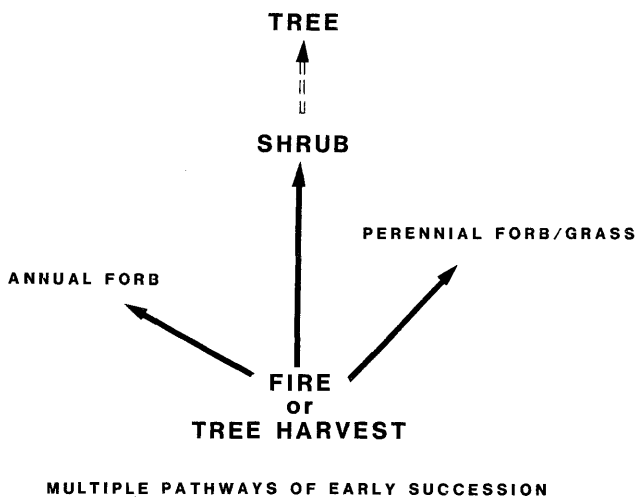 TREE
SHRUB
PERENNIAL FORB/GRASS
ANNUAL FORB
FIRE
or
TREE HARVEST
MULTIPLE PATHWAYS OF EARLY SUCCESSION